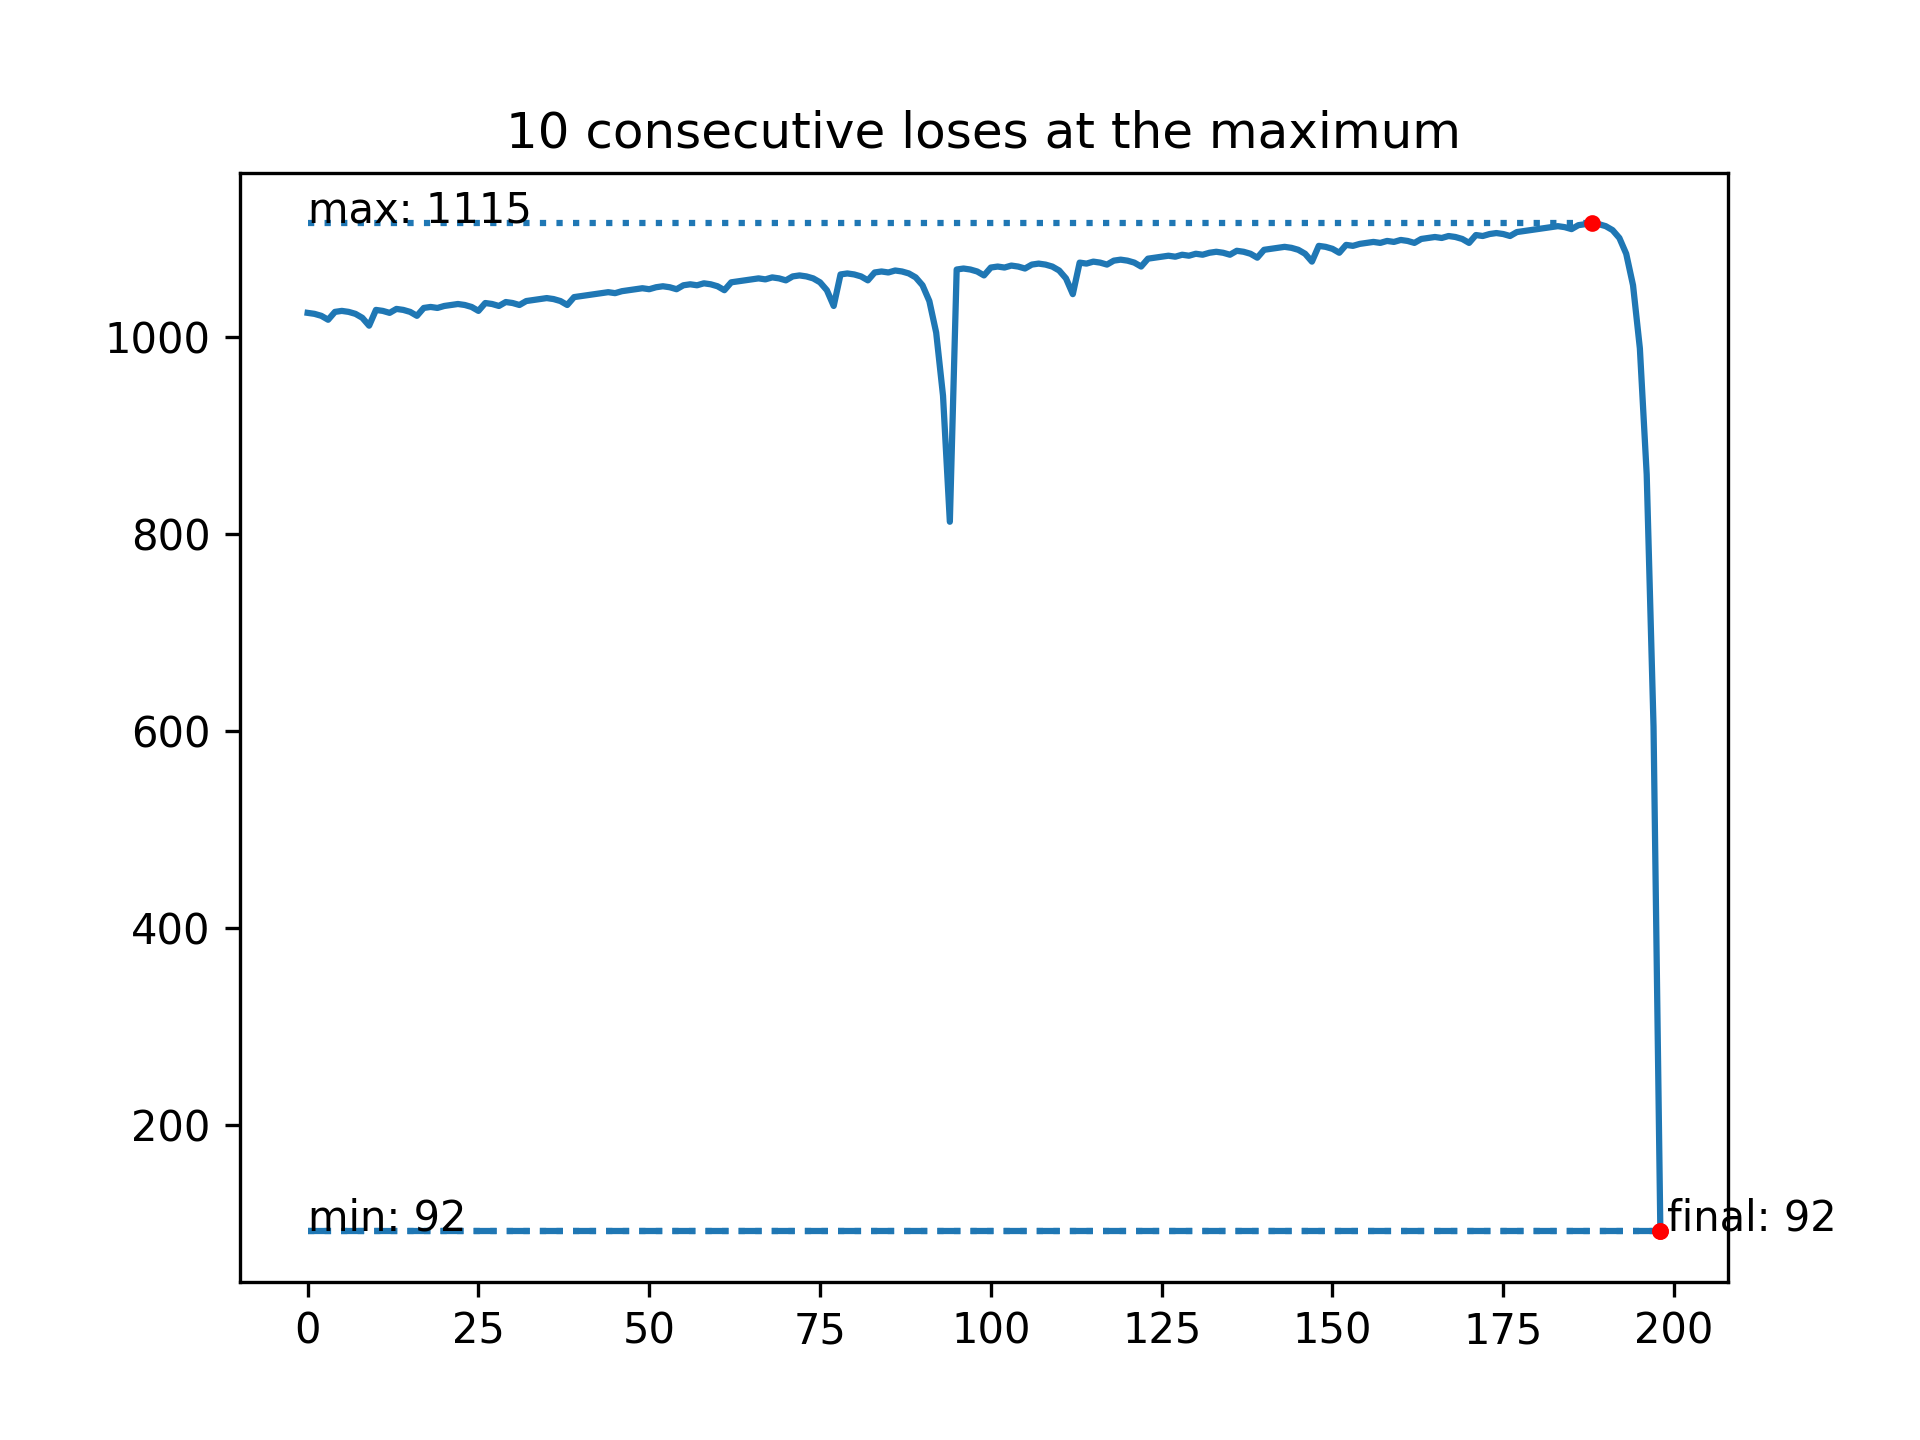 10 consecutive loses at the maximum
max: 1115
1000
800
600
400
200
min: 92
final: 92
0 25 50 75 100 125 150 175 200